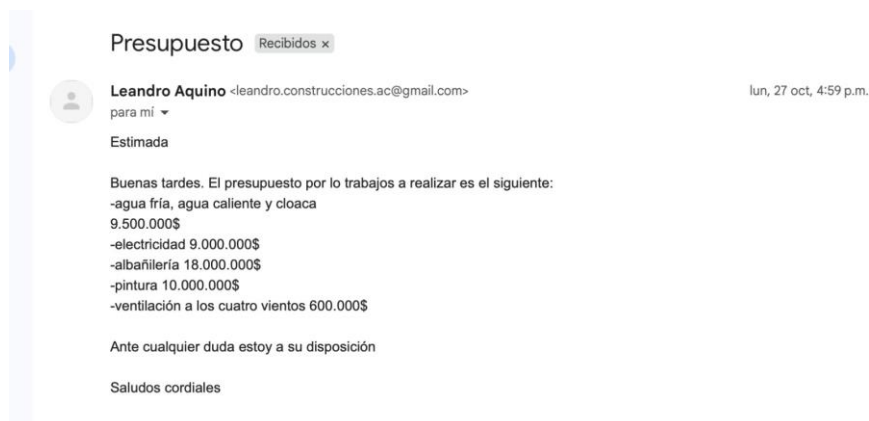 Presupuesto Recibidos ×
Leandro Aquino <leandro.construcciones.ac@gmail.com> lun, 27 oct, 4:59 p.m.
para mí
Estimada
Buenas tardes. El presupuesto por lo trabajos a realizar es el siguiente:
-agua fría, agua caliente y cloaca
9.500.000$
-electricidad 9.000.000$
-albañilería 18.000.000$
-pintura 10.000.000$
-ventilación a los cuatro vientos 600.000$
Ante cualquier duda estoy a su disposición
Saludos cordiales